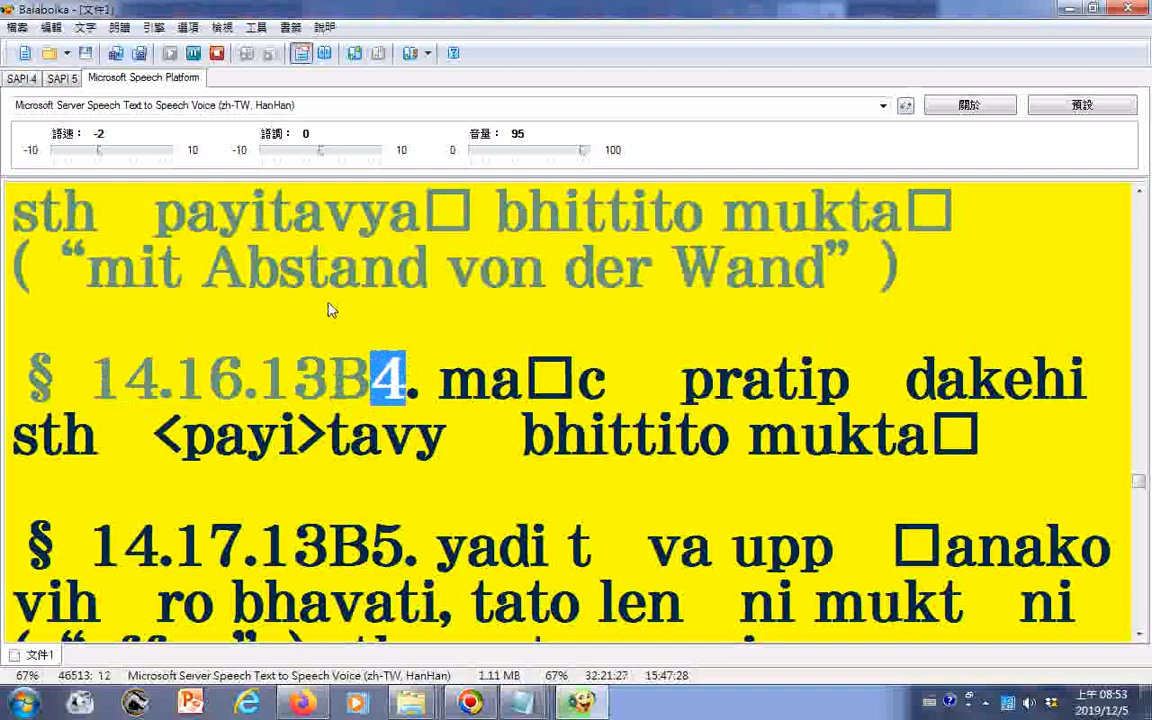 Balabolka - [文件1]
檔案 編輯 文字 朗讀 引擎 選項 檢視 工具 書籤 說明
SAPI 4 SAPI 5 Microsoft Speech Platform
Microsoft Server Speech Text to Speech Voice (zh-TW, HanHan) 關於 預設
語速： -2 語調： 0 音量： 95
-10 10 -10 10 0 100
sth payitavya□ bhittito mukta□
( “mit Abstand von der Wand” )
§ 14.16.13B4. ma□c pratip dakehi
sth <payi>tavy bhittito mukta□
§ 14.17.13B5. yadi t va upp □anako
vih ro bhavati, tato len ni mukt ni
文件1
67% 46513: 12 Microsoft Server Speech Text to Speech Voice (zh-TW, HanHan) 1.11 MB 67% 32:21:27 15:47:28
上午 08:53
2019/12/5